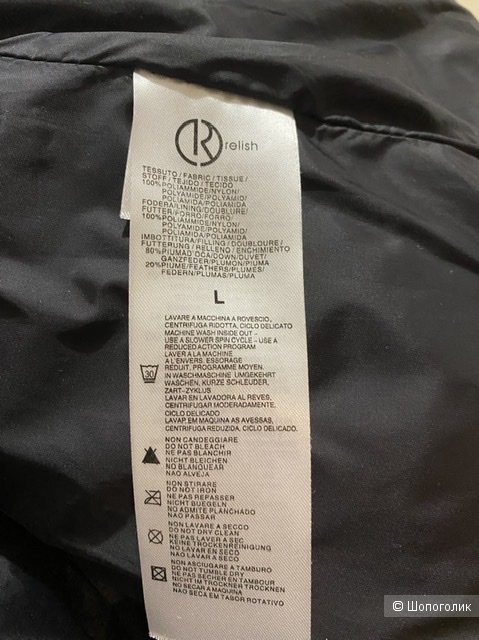 R relish
TESSUTO/FABRIC/TISSUE/
STOFF/TEJIDO/TECIDO
100%POLIAMMIDE/NYLON/
POLYAMIDE/POLYAMID/
POLIAMIDA/POLIAMIDA
FODERA/LINING/DOUBLURE/
FUTTER/FORRO/FORRO/
100%POLIAMMIDE/NYLON/
POLYAMIDE/POLYAMID/
POLIAMIDA/POLIAMIDA
IMBOTTITURA/FILLING/DOUBLOURE/
FUTTERUNG/RELLENO/ENCHIMIENTO
80%PIUMAD'OCA/DOWN/DUVET/
GANZFEDER/PLUMON/PIUMA
20%PIUME/FEATHERS/PLUMES/
FEDERN/PLUMAS/PLUMA
L
LAVARE A MACCHINA A ROVESCIO,
CENTRIFUGA RIDOTTA, CICLO DELICATO
MACHINE WASH INSIDE OUT –
USE A SLOWER SPIN CYCLE – USE A
REDUCED ACTION PROGRAM
LAVER A LA MACHINE
A L'ENVERS. ESSORAGE
REDUIT. PROGRAMME MOYEN.
30 IN WASCHMASCHINE UMGEKEHRT
WASCHEN, KURZE SCHLEUDER,
ZART-ZYKLUS
LAVAR EN LAVADORA AL REVES,
CENTRIFUGAR MODERADAMENTE,
CICLO DELICADO
LAVAR EM MAQUINA AS AVESSAS,
CENTRIFUGA REDUZIDA, CICLO DELICADO.
NON CANDEGGIARE
DO NOT BLEACH
NE PAS BLANCHIR
NICHT BLEICHEN
NO BLANQUEAR
NAO ALVEJA
NON STIRARE
DO NOT IRON
NE PAS REPASSER
NICHT BUEGELN
NO ADMITE PLANCHADO
NAO PASSAR
NON LAVARE A SECCO
DO NOT DRY CLEAN
NE PAS LAVER A SEC
KEINE TROCKENREINIGUNG
NO LAVAR EN SECO
NAO LAVAR A SECO
NON ASCIUGARE A TAMBURO
DO NOT TUMBLE DRY
NE PAS SECHER EN TAMBOUR
NICHT IM TROCKNER TROCKNEN
NO SECAR A MAQUINA
NAO SECA EM TABOR ROTATIVO
© Шопоголик